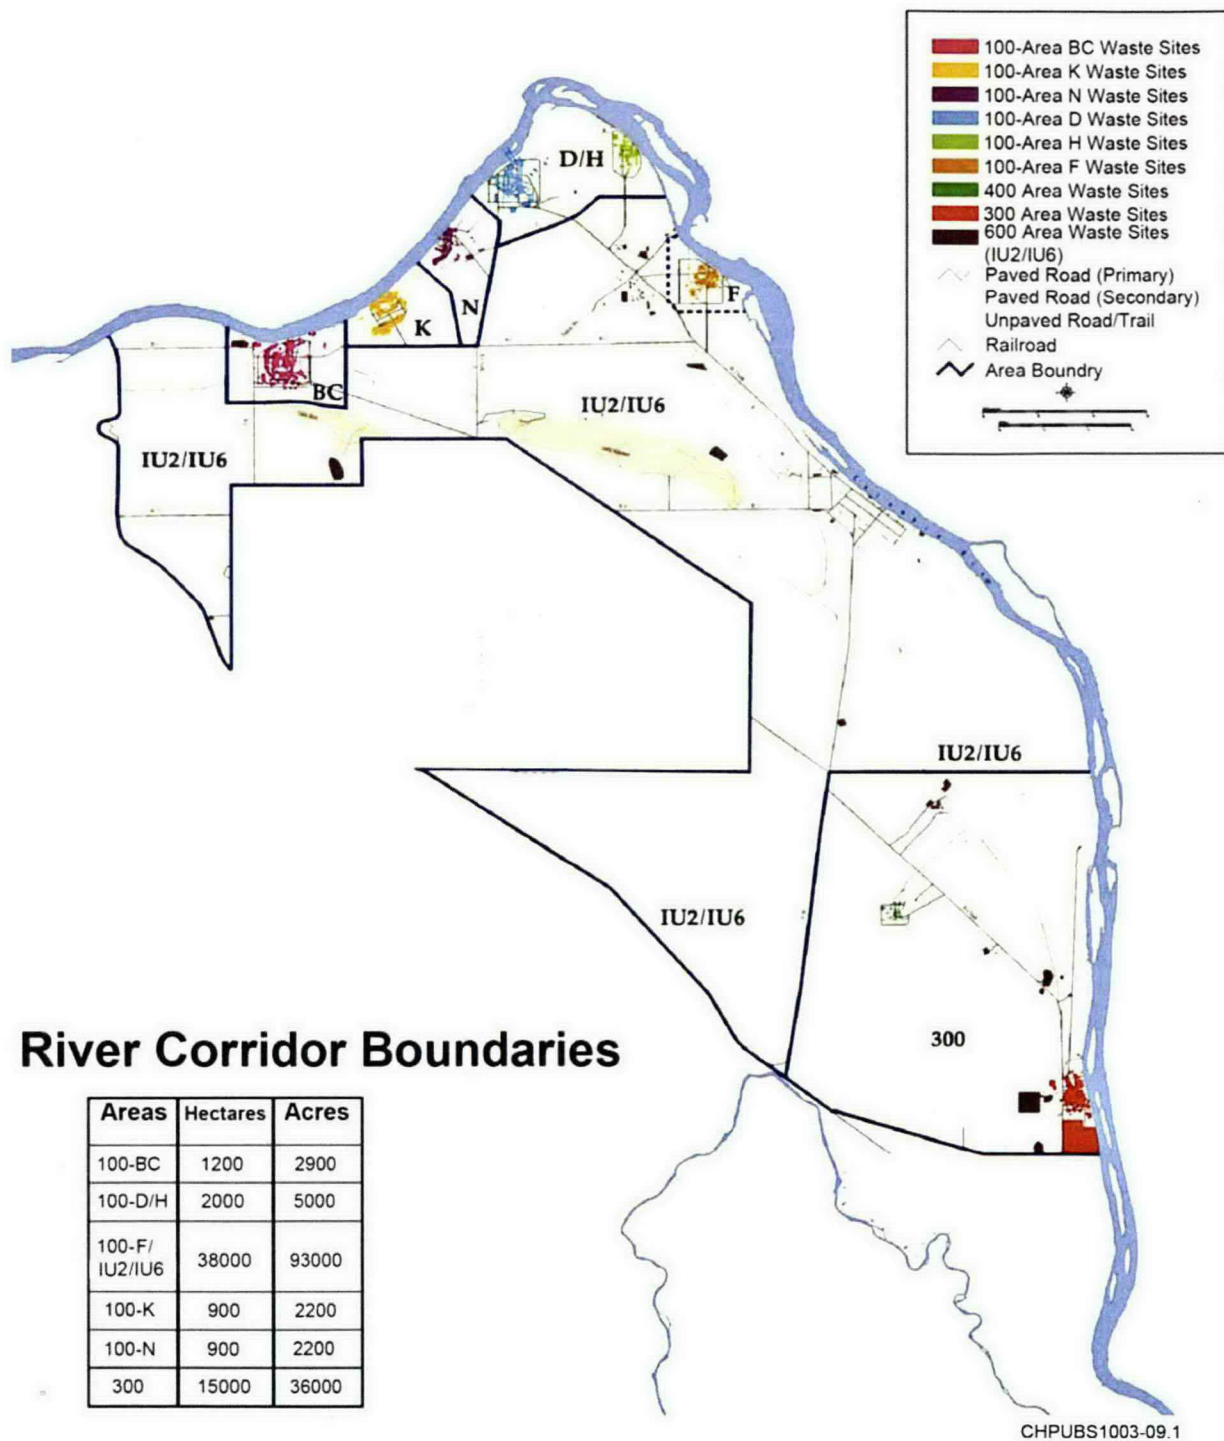 100-Area BC Waste Sites
100-Area K Waste Sites
100-Area N Waste Sites
100-Area D Waste Sites
100-Area H Waste Sites
100-Area F Waste Sites
400 Area Waste Sites
300 Area Waste Sites
600 Area Waste Sites
(IU2/IU6)
Paved Road (Primary)
Paved Road (Secondary)
Unpaved Road/Trail
Railroad
Area Boundry
D/H
F
N
K
BC
IU2/IU6
IU2/IU6
IU2/IU6
IU2/IU6
300
River Corridor Boundaries
Areas Hectares Acres
100-BC 1200 2900
100-D/H 2000 5000
100-F/
IU2/IU6 38000 93000
100-K 900 2200
100-N 900 2200
300 15000 36000
CHPUBS1003-09.1